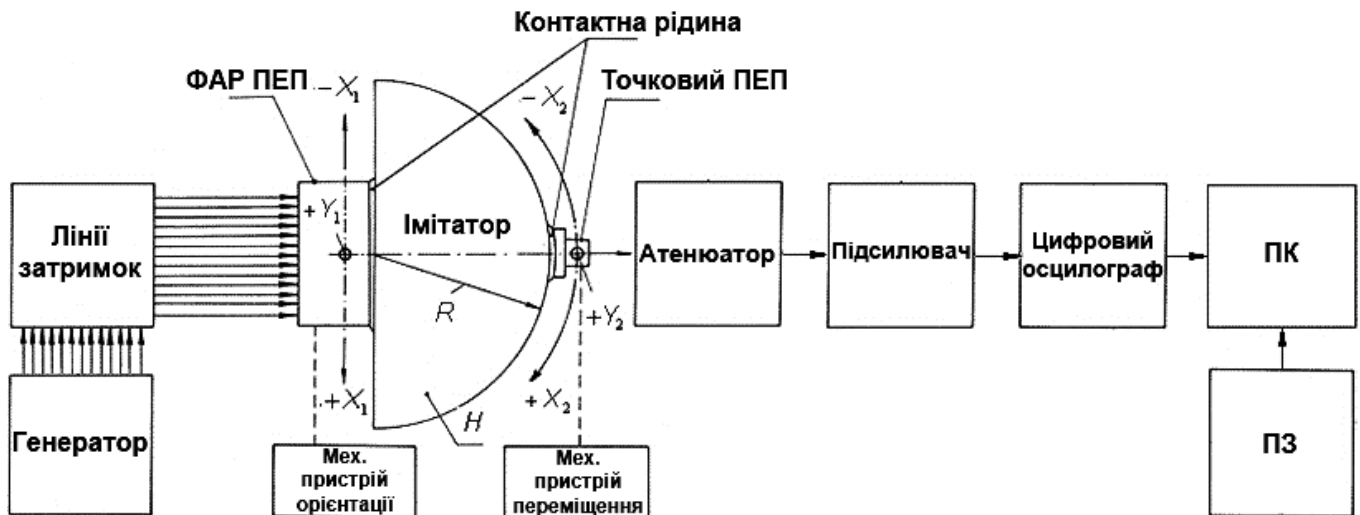 Контактна рідина
ФАР ПЕП
Точковий ПЕП
-X₁
-X₂
Лінії
затримок
+Y₁
Імітатор
Атенюатор
Підсилювач
Цифровий
осцилограф
ПК
R
+Y₂
+X₁
+X₂
H
Генератор
Мех.
пристрій
орієнтації
Мех.
пристрій
переміщення
ПЗ